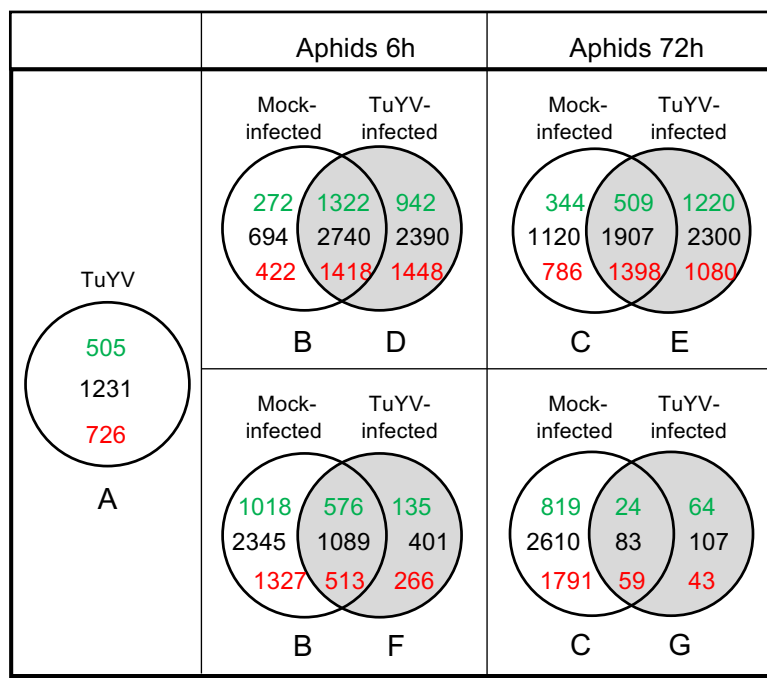 Aphids 6h Aphids 72h
Mock- TuYV- Mock- TuYV-
infected infected infected infected
272 1322 942 344 509 1220
694 2740 2390 1120 1907 2300
422 1418 1448 786 1398 1080
B D C E
TuYV
505
1231
726
A
Mock- TuYV- Mock- TuYV-
infected infected infected infected
1018 576 135 819 24 64
2345 1089 401 2610 83 107
1327 513 266 1791 59 43
B F C G